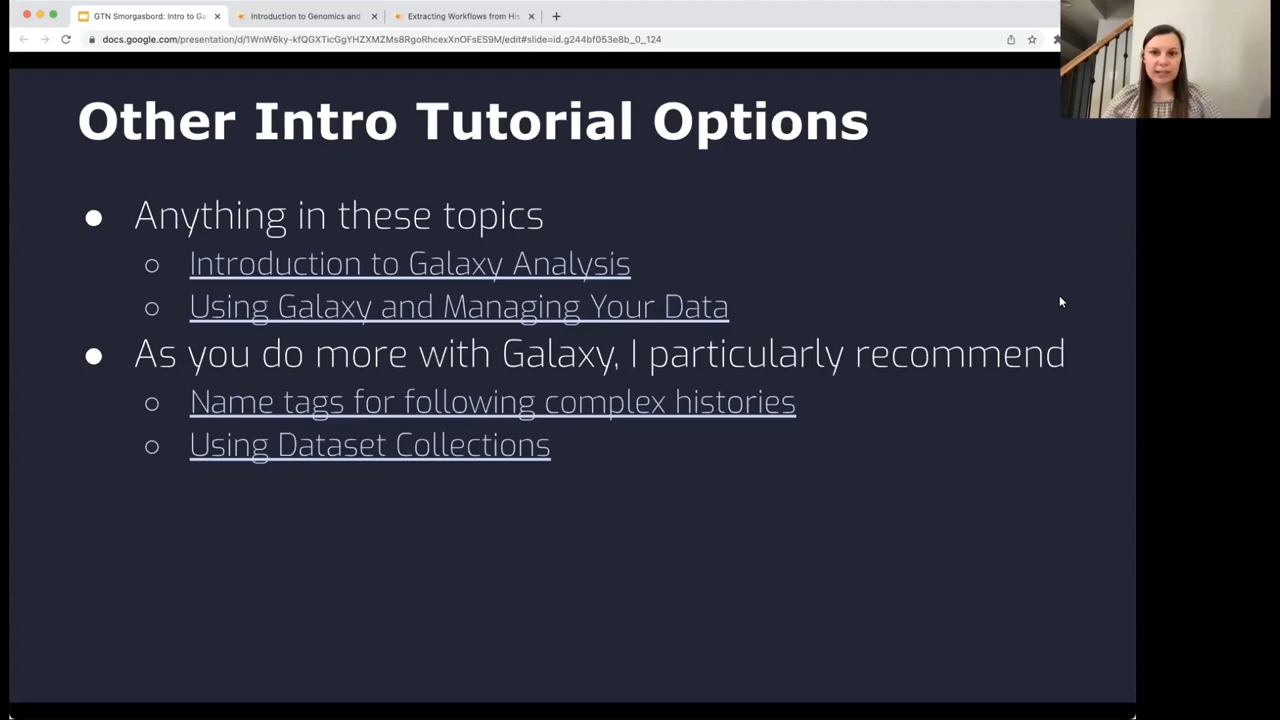 GTN Smorgasbord: Intro to Ga
Introduction to Genomics and
Extracting Workflows from His
docs.google.com/presentation/d/1WnW6ky-kfQGXTicGgYHZXMZMs8RgoRhcexXnOFsES9M/edit#slide=id.g244bf053e8b_0_124
Other Intro Tutorial Options
● Anything in these topics
○ Introduction to Galaxy Analysis
○ Using Galaxy and Managing Your Data
● As you do more with Galaxy, I particularly recommend
○ Name tags for following complex histories
○ Using Dataset Collections